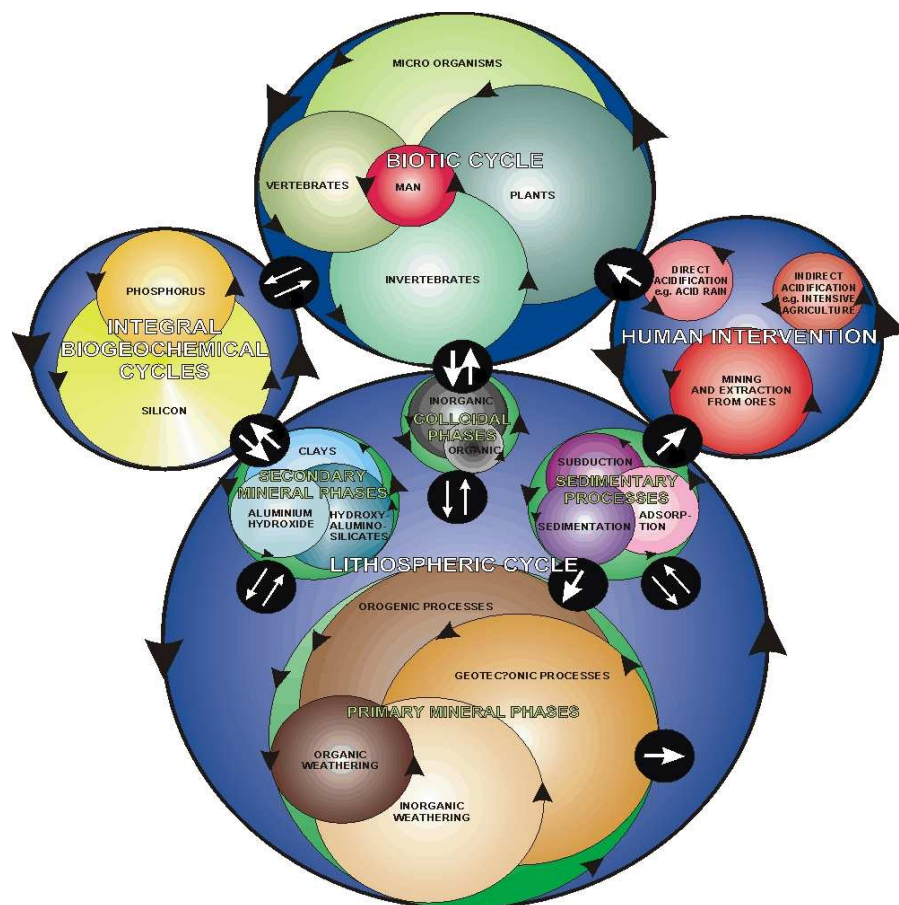 MICRO ORGANISMS
BIOTIC CYCLE
VERTEBRATES
MAN
PLANTS
INVERTEBRATES
PHOSPHORUS
INTEGRAL
BIOGEOCHEMICAL
CYCLES
SILICON
DIRECT
ACIDIFICATION
e.g. ACID RAIN
INDIRECT
ACIDIFICATION
e.g. INTENSIVE
AGRICULTURE
HUMAN INTERVENTION
MINING
AND EXTRACTION
FROM ORES
INORGANIC
COLLOIDAL
PHASES
ORGANIC
CLAYS
SECONDARY
MINERAL PHASES
ALUMINIUM
HYDROXIDE
HYDROXY-
ALUMINO-
SILICATES
SUBDUCTION
SEDIMENTARY
PROCESSES
SEDIMENTATION
ADSORP-
TION
LITHOSPHERIC CYCLE
OROGENIC PROCESSES
GEOTEC?ONIC PROCESSES
PRIMARY MINERAL PHASES
ORGANIC
WEATHERING
INORGANIC
WEATHERING